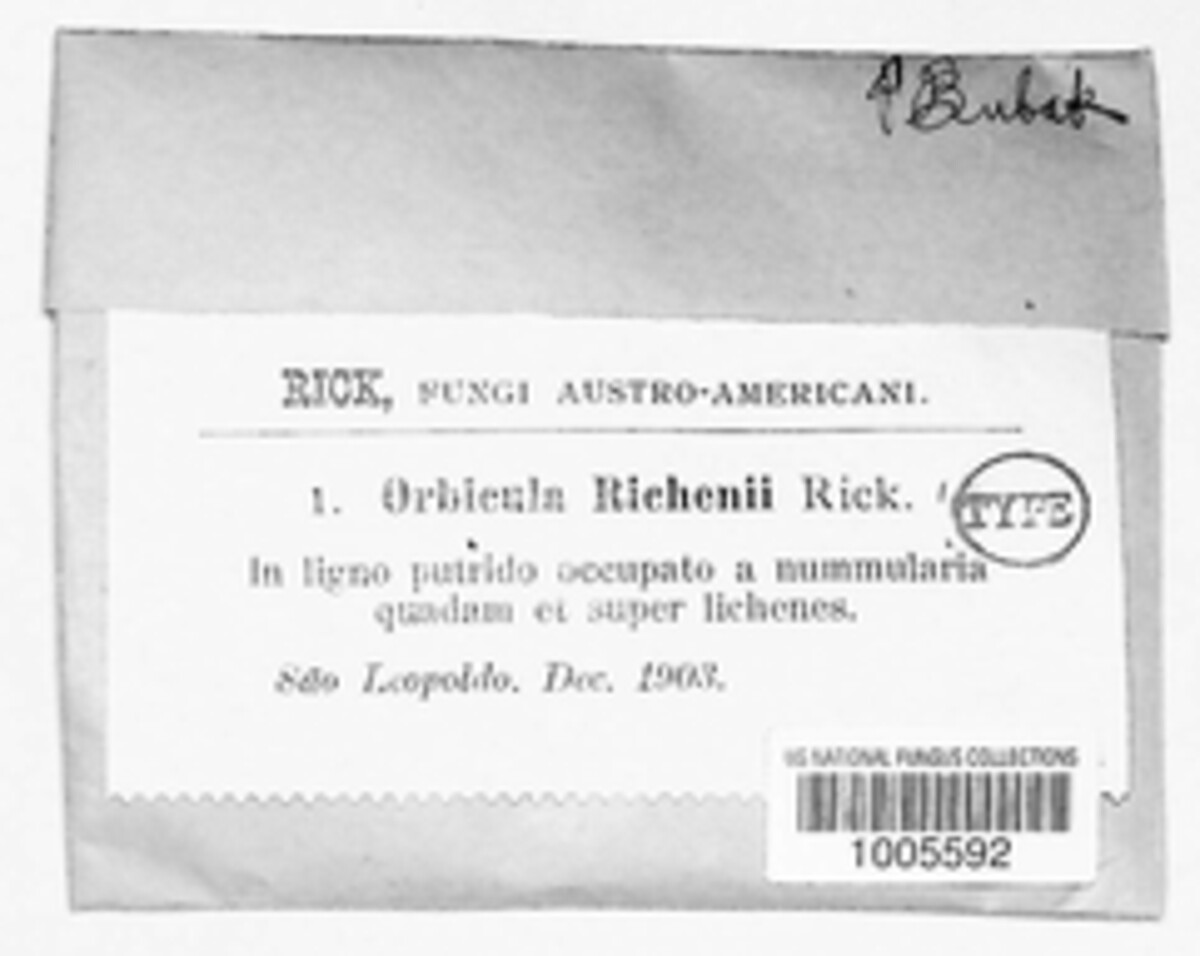 Bubak
RICK, FUNGI AUSTRO-AMERICANI.
1. Orbicula Richenii Rick.
TYPE
In ligno putrido occupato a nummularia
quadam et super lichenes.
São Leopoldo. Dec. 1903.
US NATIONAL FUNGUS COLLECTIONS
1005592